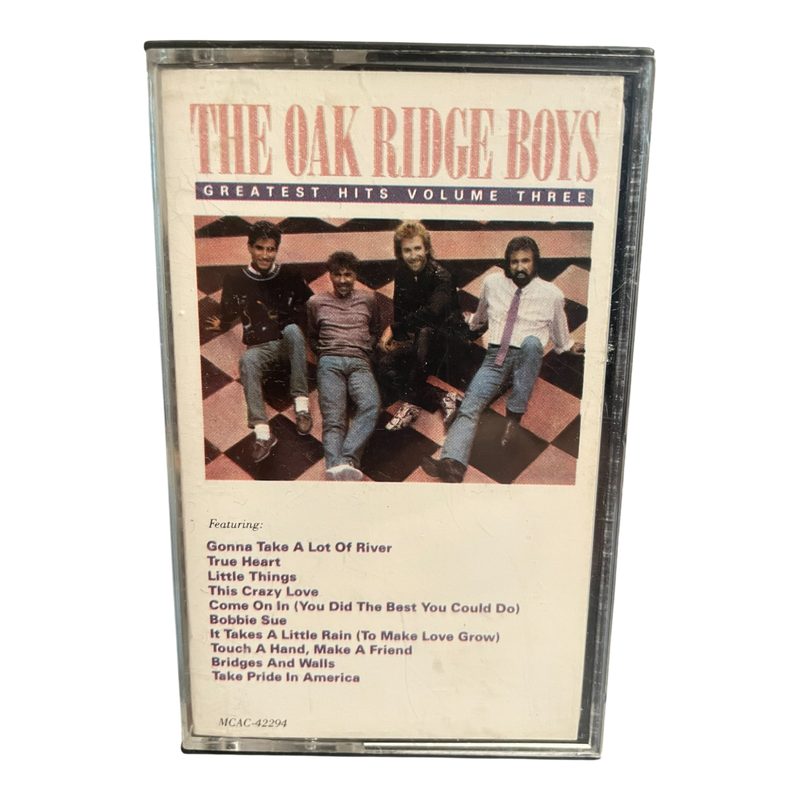 THE OAK RIDGE BOYS
GREATEST HITS VOLUME THREE
Featuring:
Gonna Take A Lot Of River
True Heart
Little Things
This Crazy Love
Come On In (You Did The Best You Could Do)
Bobbie Sue
It Takes A Little Rain (To Make Love Grow)
Touch A Hand, Make A Friend
Bridges And Walls
Take Pride In America
MCAC-42294